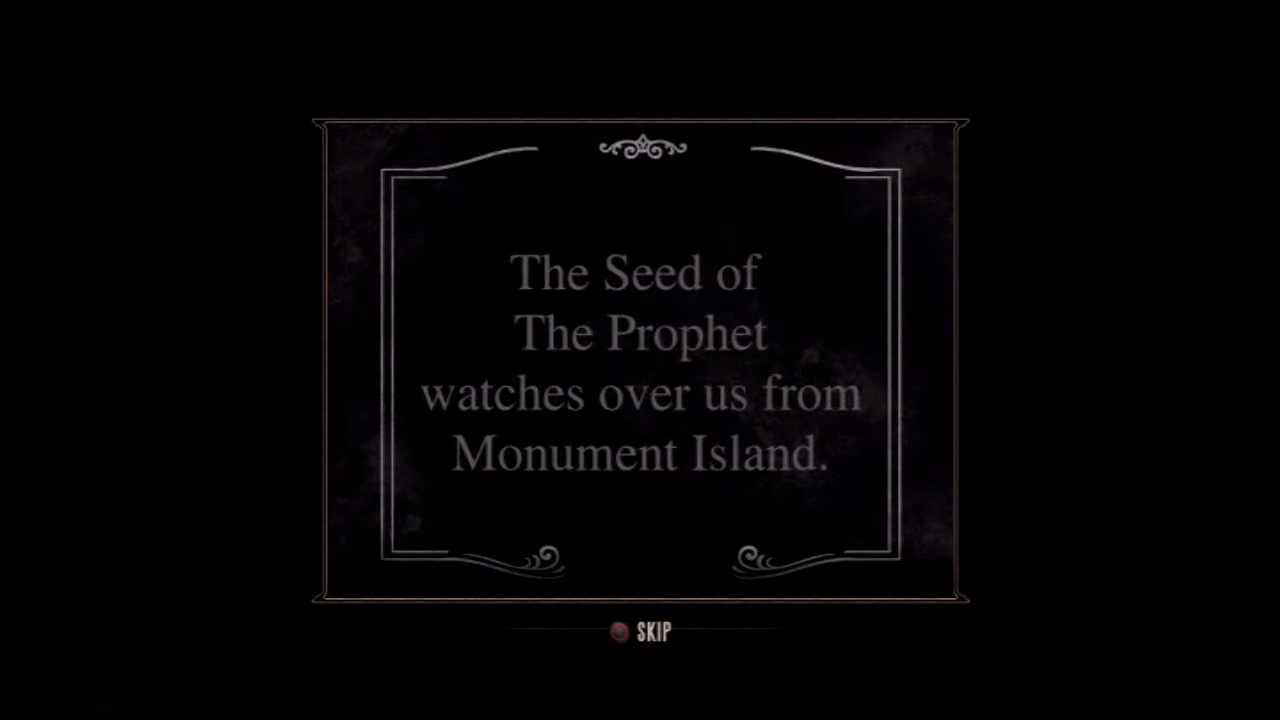 The Seed of
The Prophet
watches over us from
Monument Island.
SKIP